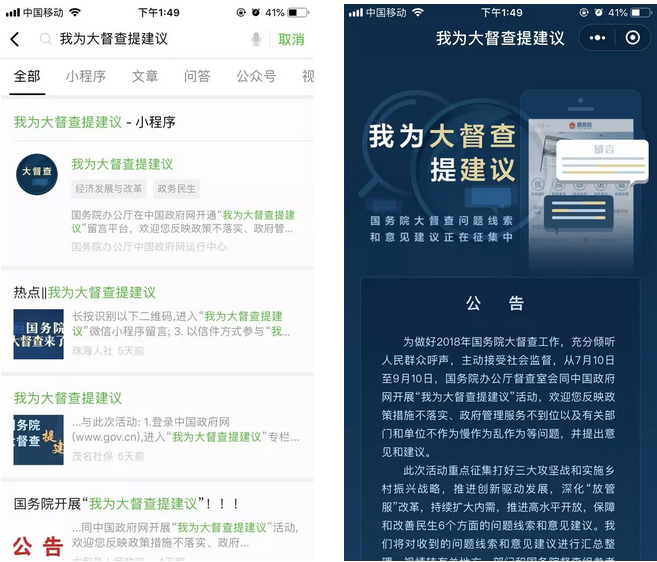 中国移动
下午1:49
41%
我为大督查提建议
取消
全部
小程序
文章
问答
公众号
视
我为大督查提建议 - 小程序
大督查
我为大督查提建议
经济发展与改革
政务民生
国务院办公厅在中国政府网开通“我为大督查提建
议”留言平台，欢迎您反映政策不落实、政府管...
国务院办公厅中国政府网运行中心
热点||我为大督查提建议
国务院
大督查来了
长按识别以下二维码,进入“我为大督查提建
议”微信小程序留言; 3. 以信件方式参与“我...
珠海人社 5天前
我为大督查提建议
务院
督查
提建
...与此次活动: 1.登录中国政府网
(www.gov.cn),进入“我为大督查提建议”专栏...
茂名社保 5天前
国务院开展“我为大督查提建议”！！！
公告
...同中国政府网开展“我为大督查提建议”活动,
欢迎您反映政策措施不落实、政府...
中国移动
下午1:49
41%
我为大督查提建议
我为大督查
提建议
国务院
留言
国务院大督查问题线索
和意见建议正在征集中
公 告
为做好2018年国务院大督查工作，充分倾听
人民群众呼声，主动接受社会监督，从7月10日
至9月10日，国务院办公厅督查室会同中国政府
网开展“我为大督查提建议”活动，欢迎您反映政
策措施不落实、政府管理服务不到位以及有关部
门和单位不作为慢作为乱作为等问题，并提出意
见和建议。
此次活动重点征集打好三大攻坚战和实施乡
村振兴战略，推进创新驱动发展，深化“放管
服”改革，持续扩大内需，推进高水平开放，保障
和改善民生6个方面的问题线索和意见建议。我
们将对收到的问题线索和意见建议进行汇总整